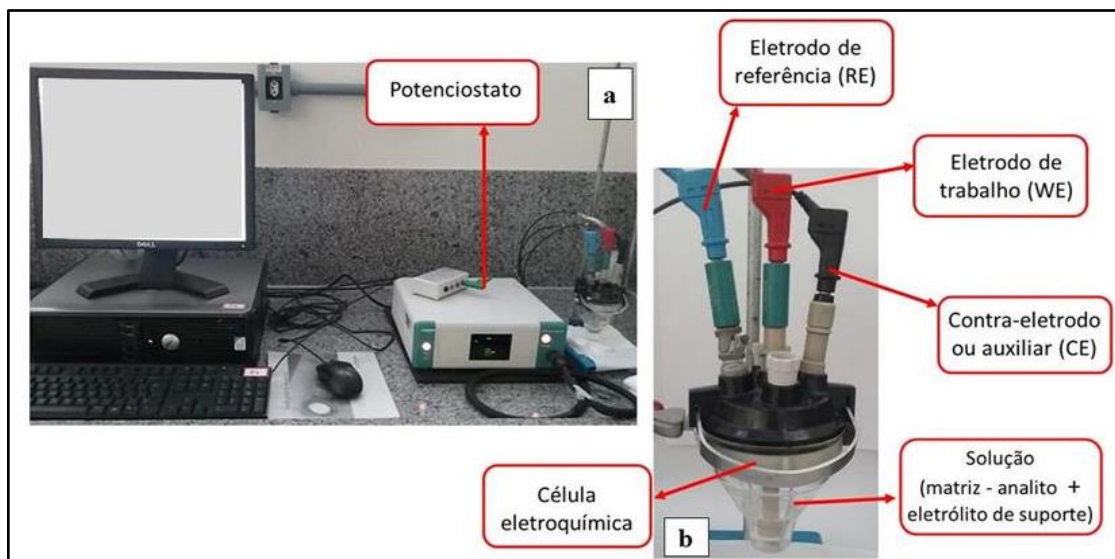 Potenciostato
a
Eletrodo de
referência (RE)
Eletrodo de
trabalho (WE)
Contra-eletrodo
ou auxiliar (CE)
Célula
eletroquímica
Solução
(matriz - analito +
eletrólito de suporte)
b
DELL